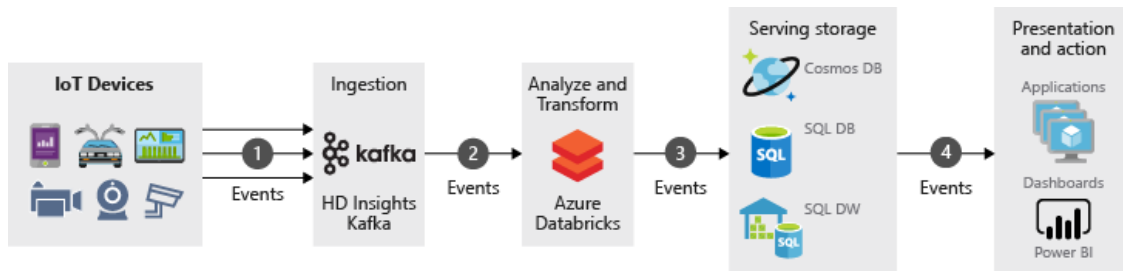 IoT Devices
1
Events
Ingestion
kafka
HD Insights
Kafka
2
Events
Analyze and
Transform
Azure
Databricks
3
Events
Serving storage
Cosmos DB
SQL DB
SQL
SQL DW
SQL
4
Events
Presentation
and action
Applications
Dashboards
Power BI